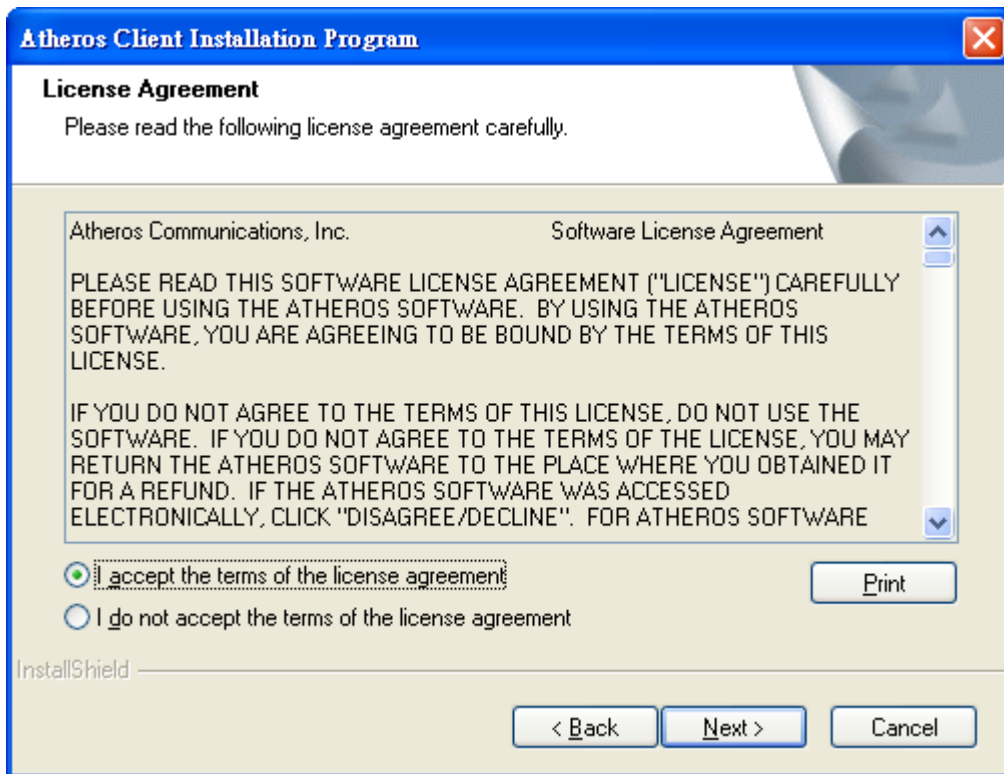 Atheros Client Installation Program
License Agreement
Please read the following license agreement carefully.
Atheros Communications, Inc. Software License Agreement
PLEASE READ THIS SOFTWARE LICENSE AGREEMENT ("LICENSE") CAREFULLY
BEFORE USING THE ATHEROS SOFTWARE. BY USING THE ATHEROS
SOFTWARE, YOU ARE AGREEING TO BE BOUND BY THE TERMS OF THIS
LICENSE.
IF YOU DO NOT AGREE TO THE TERMS OF THIS LICENSE, DO NOT USE THE
SOFTWARE. IF YOU DO NOT AGREE TO THE TERMS OF THE LICENSE, YOU MAY
RETURN THE ATHEROS SOFTWARE TO THE PLACE WHERE YOU OBTAINED IT
FOR A REFUND. IF THE ATHEROS SOFTWARE WAS ACCESSED
ELECTRONICALLY, CLICK "DISAGREE/DECLINE". FOR ATHEROS SOFTWARE
I accept the terms of the license agreement
Print
I do not accept the terms of the license agreement
InstallShield
< Back Next > Cancel